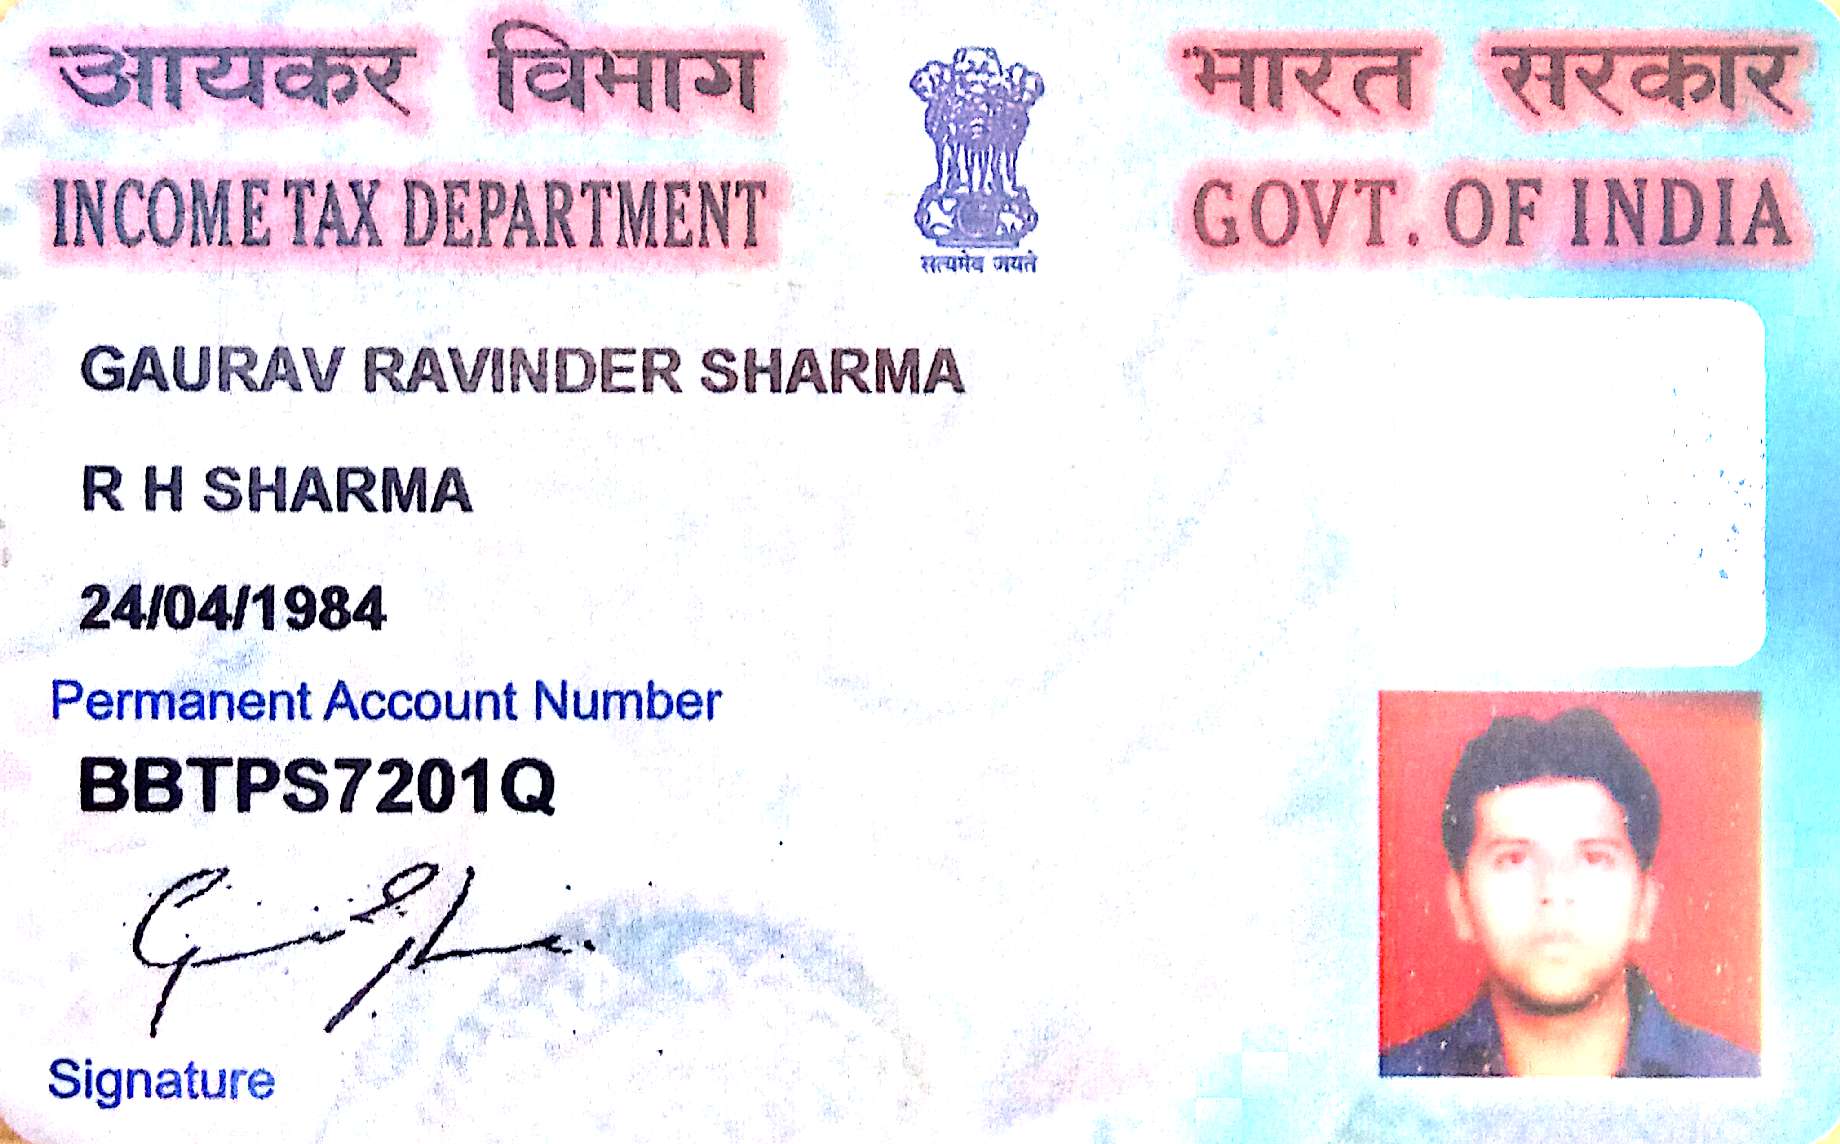 आयकर विभाग
INCOME TAX DEPARTMENT
सत्यमेव जयते
भारत सरकार
GOVT. OF INDIA
GAURAV RAVINDER SHARMA
R H SHARMA
24/04/1984
Permanent Account Number
BBTPS7201Q
Signature